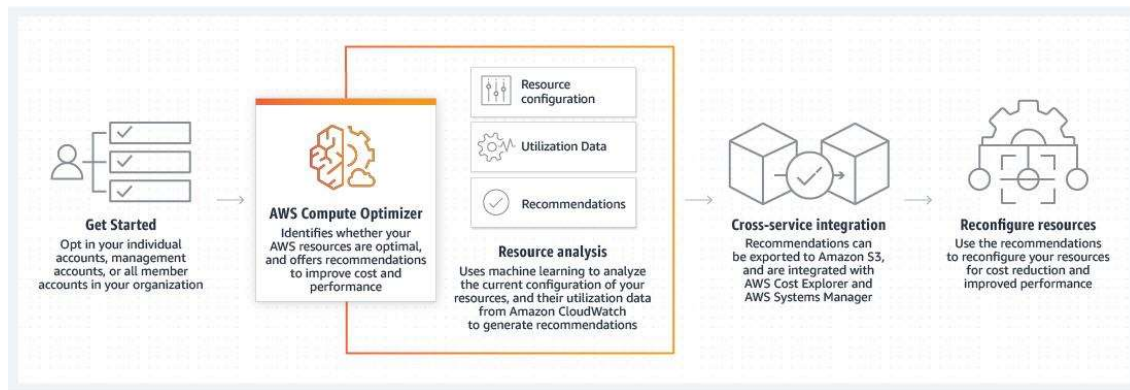 Get Started
Opt in your individual
accounts, management
accounts, or all member
accounts in your organization
AWS Compute Optimizer
Identifies whether your
AWS resources are optimal,
and offers recommendations
to improve cost and
performance
Resource
configuration
Utilization Data
Recommendations
Resource analysis
Uses machine learning to analyze
the current configuration of your
resources, and their utilization data
from Amazon CloudWatch
to generate recommendations
Cross-service integration
Recommendations can
be exported to Amazon S3,
and are integrated with
AWS Cost Explorer and
AWS Systems Manager
Reconfigure resources
Use the recommendations
to reconfigure your resources
for cost reduction and
improved performance